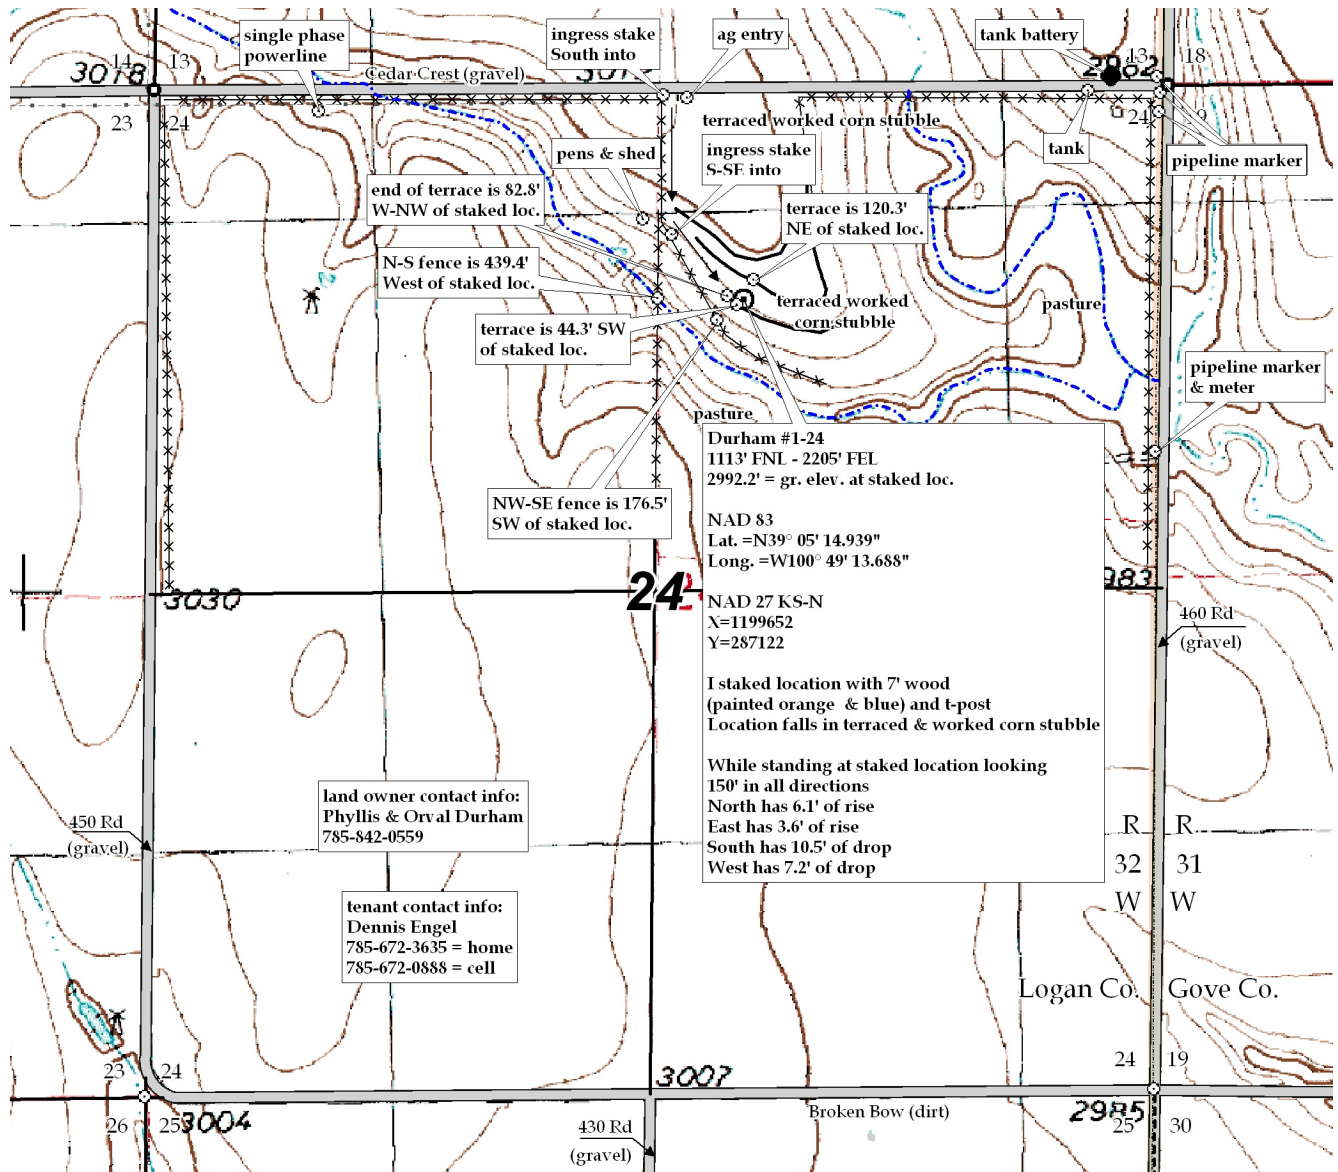 single phase
powerline
ingress stake
South into
ag entry
tank battery
14
13
3078
Cedar Crest (gravel)
13
18
2982
23
24
24
19
terraced worked corn stubble
tank
pipeline marker
pens & shed
ingress stake
S-SE into
end of terrace is 82.8'
W-NW of staked loc.
terrace is 120.3'
NE of staked loc.
N-S fence is 439.4'
West of staked loc.
terraced worked
corn stubble
pasture
terrace is 44.3' SW
of staked loc.
pipeline marker
& meter
pasture
NW-SE fence is 176.5'
SW of staked loc.
Durham #1-24
1113' FNL - 2205' FEL
2992.2' = gr. elev. at staked loc.
NAD 83
Lat. =N39° 05' 14.939"
Long. =W100° 49' 13.688"
NAD 27 KS-N
X=1199652
Y=287122
I staked location with 7' wood
(painted orange & blue) and t-post
Location falls in terraced & worked corn stubble
While standing at staked location looking
150' in all directions
North has 6.1' of rise
East has 3.6' of rise
South has 10.5' of drop
West has 7.2' of drop
3030
24
983
460 Rd
(gravel)
land owner contact info:
Phyllis & Orval Durham
785-842-0559
450 Rd
(gravel)
R
R
32
31
W
W
tenant contact info:
Dennis Engel
785-672-3635 = home
785-672-0888 = cell
Logan Co.
Gove Co.
23
24
24
19
3007
26
25
3004
Broken Bow (dirt)
2985
25
30
430 Rd
(gravel)